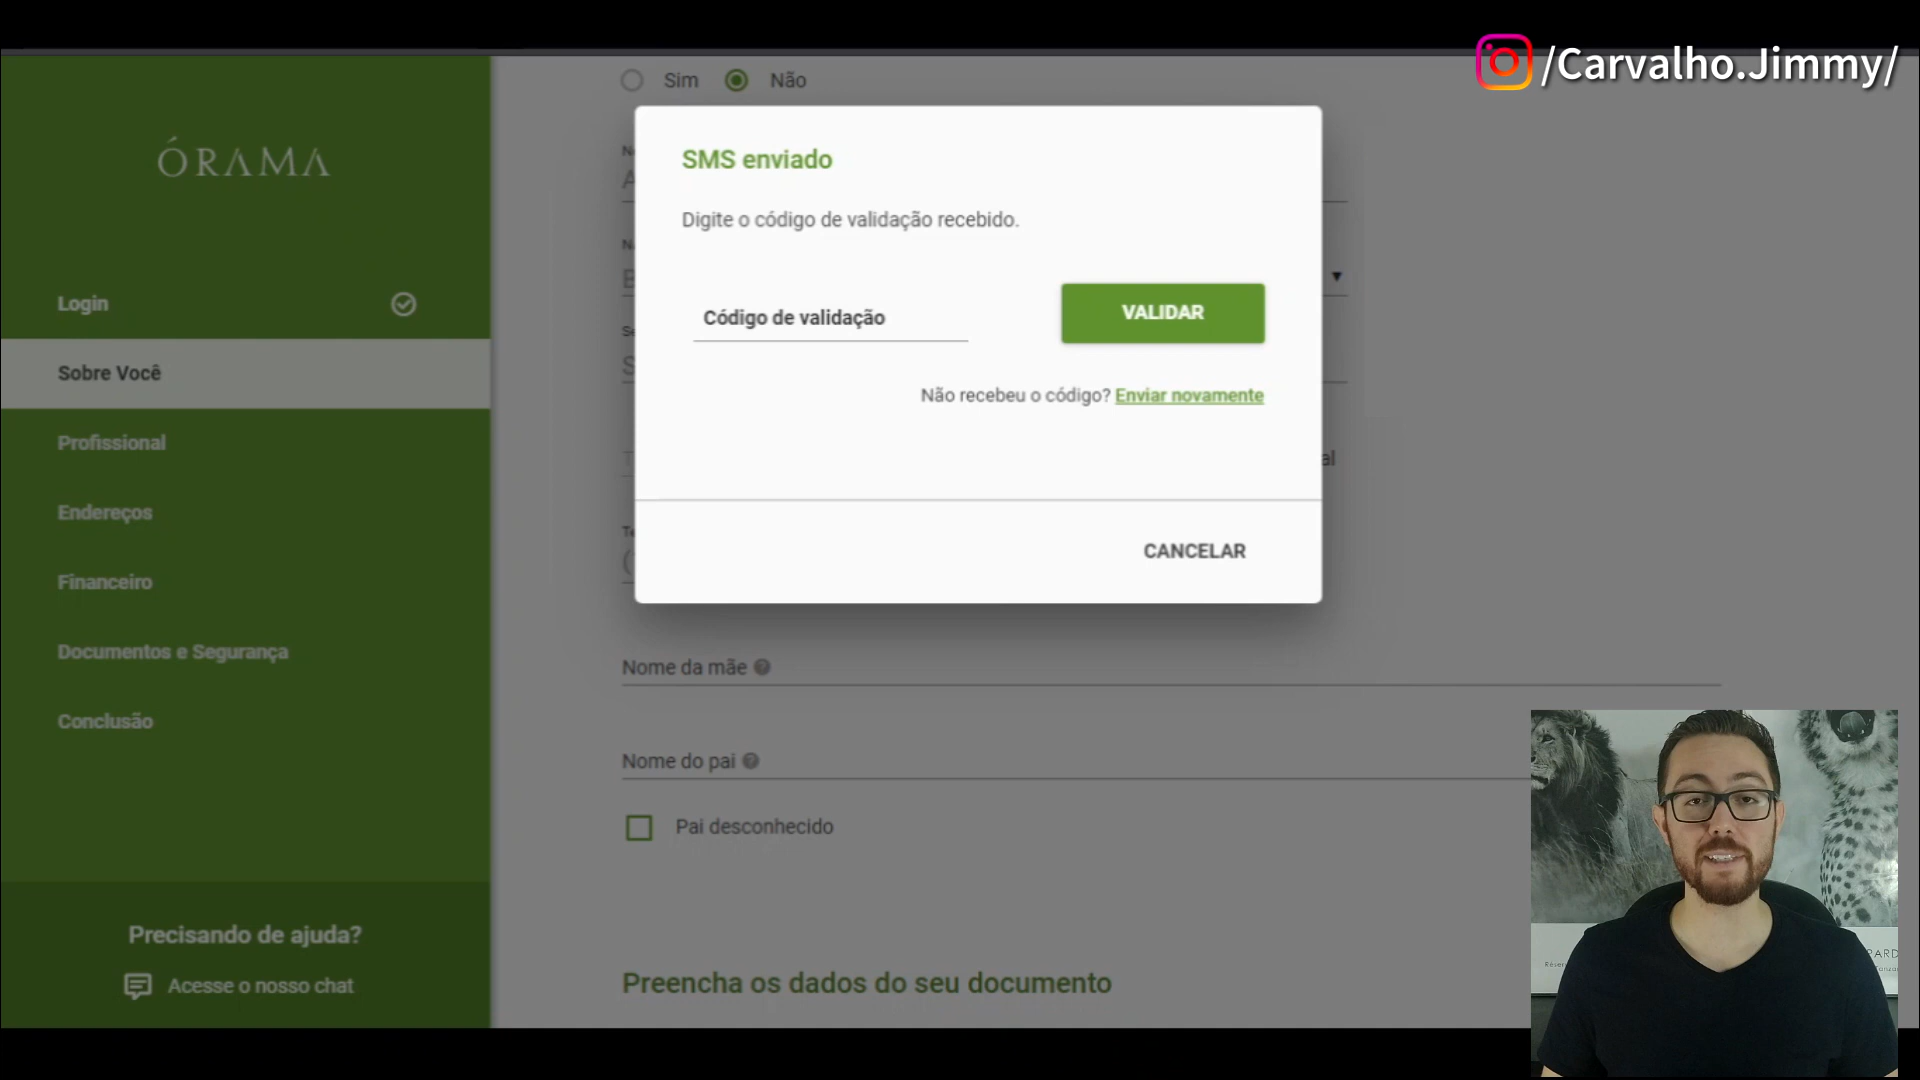 /Carvalho.Jimmy/
ÓRAMA
Login
Sobre Você
Profissional
Endereços
Financeiro
Documentos e Segurança
Conclusão
Precisando de ajuda?
Acesse o nosso chat
Sim Não
SMS enviado
Digite o código de validação recebido.
Código de validação
VALIDAR
Não recebeu o código? Enviar novamente
CANCELAR
Nome da mãe
Nome do pai
Pai desconhecido
Preencha os dados do seu documento